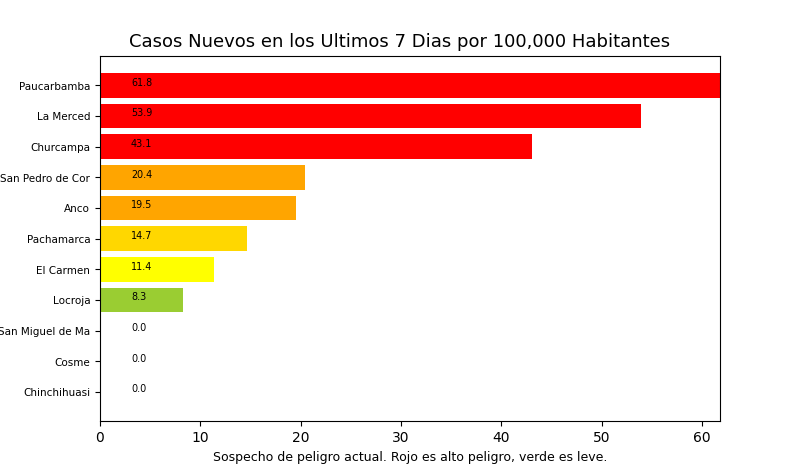 Casos Nuevos en los Ultimos 7 Dias por 100,000 Habitantes
Paucarbamba 61.8
La Merced 53.9
Churcampa 43.1
San Pedro de Cor 20.4
Anco 19.5
Pachamarca 14.7
El Carmen 11.4
Locroja 8.3
San Miguel de Ma 0.0
Cosme 0.0
Chinchihuasi 0.0
0 10 20 30 40 50 60
Sospecho de peligro actual. Rojo es alto peligro, verde es leve.